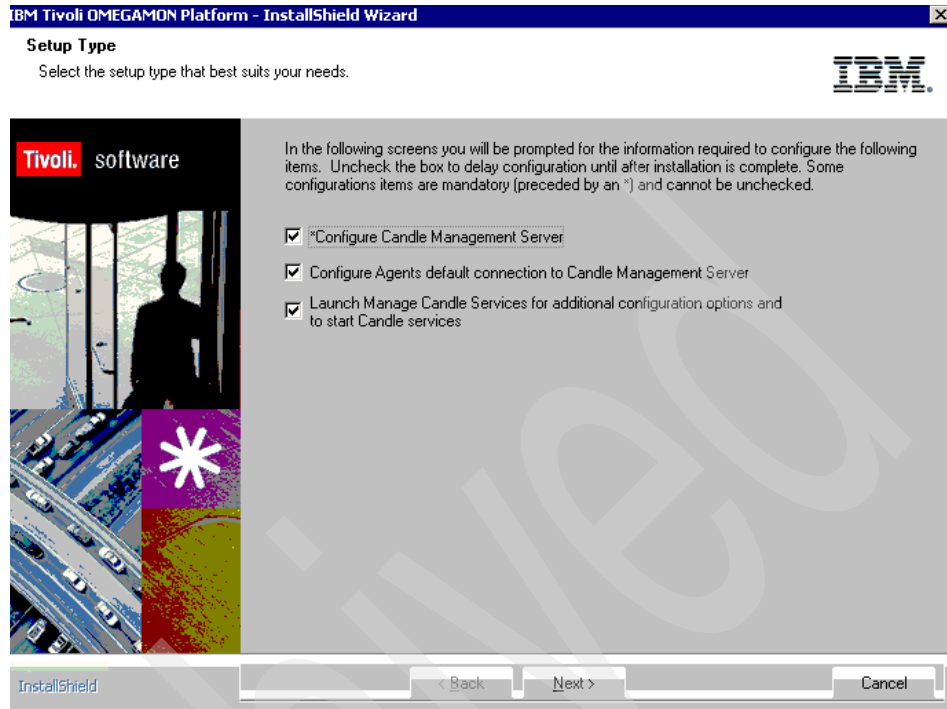 IBM Tivoli OMEGAMON Platform - InstallShield Wizard
Setup Type
Select the setup type that best suits your needs.
IBM.
Tivoli. software
In the following screens you will be prompted for the information required to configure the following
items. Uncheck the box to delay configuration until after installation is complete. Some
configurations items are mandatory (preceded by an *) and cannot be unchecked.
*Configure Candle Management Server
Configure Agents default connection to Candle Management Server
Launch Manage Candle Services for additional configuration options and
to start Candle services
InstallShield
< Back
Next >
Cancel